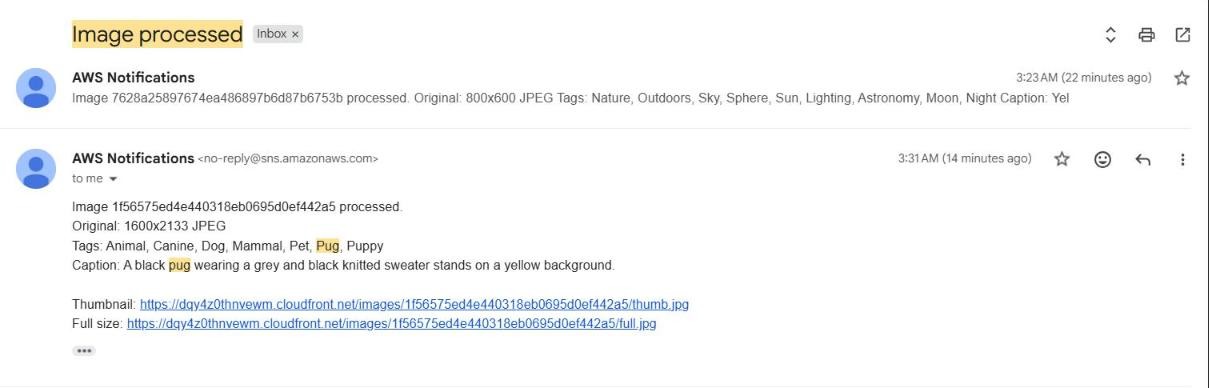 Image processed Inbox ×
AWS Notifications 3:23 AM (22 minutes ago)
Image 7628a25897674ea486897b6d87b6753b processed. Original: 800x600 JPEG Tags: Nature, Outdoors, Sky, Sphere, Sun, Lighting, Astronomy, Moon, Night Caption: Yel
AWS Notifications <no-reply@sns.amazonaws.com> 3:31 AM (14 minutes ago)
to me
Image 1f56575ed4e440318eb0695d0ef442a5 processed.
Original: 1600x2133 JPEG
Tags: Animal, Canine, Dog, Mammal, Pet, Pug, Puppy
Caption: A black pug wearing a grey and black knitted sweater stands on a yellow background.
Thumbnail: https://dqy4z0thnvewm.cloudfront.net/images/1f56575ed4e440318eb0695d0ef442a5/thumb.jpg
Full size: https://dqy4z0thnvewm.cloudfront.net/images/1f56575ed4e440318eb0695d0ef442a5/full.jpg